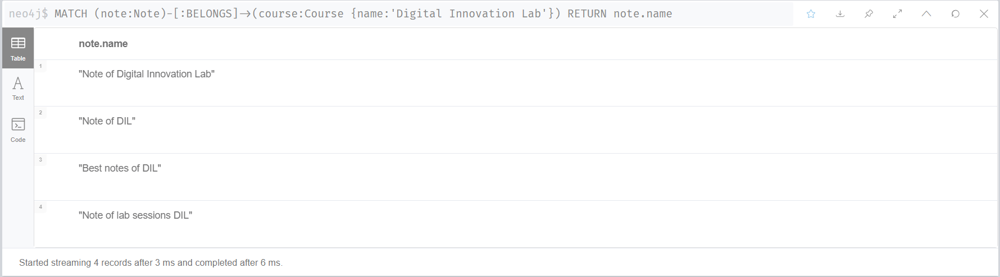 neo4j$ MATCH (note:Note)-[:BELONGS]→(course:Course {name:'Digital Innovation Lab'}) RETURN note.name
Table
Text
Code
note.name
1
"Note of Digital Innovation Lab"
2
"Note of DIL"
3
"Best notes of DIL"
4
"Note of lab sessions DIL"
Started streaming 4 records after 3 ms and completed after 6 ms.